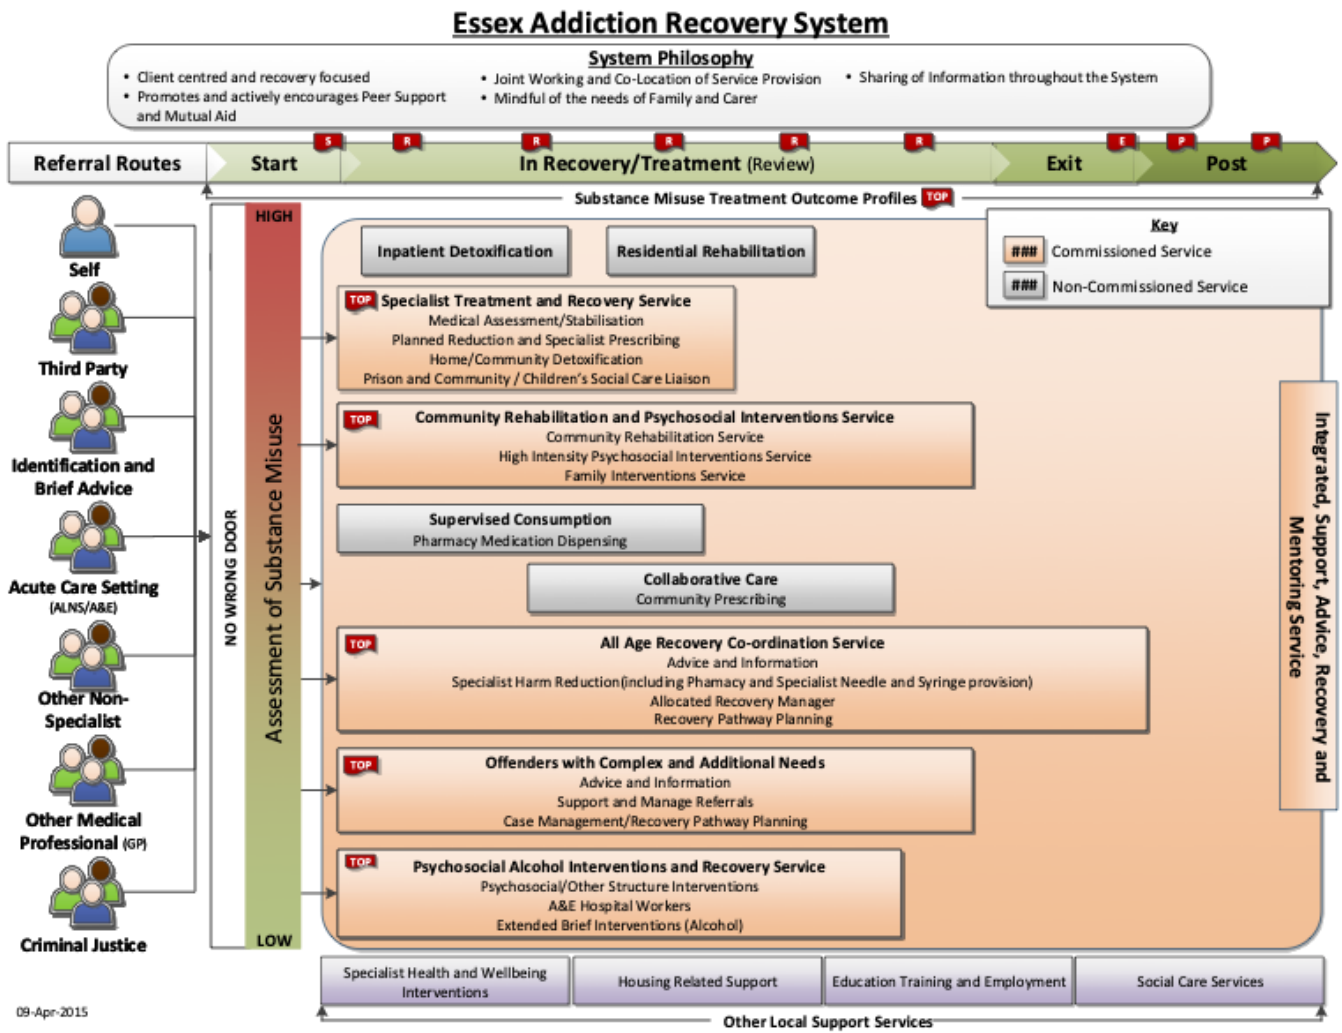 Essex Addiction Recovery System
System Philosophy
• Client centred and recovery focused
• Promotes and actively encourages Peer Support
and Mutual Aid
• Joint Working and Co-Location of Service Provision
• Mindful of the needs of Family and Carer
• Sharing of Information throughout the System
S R R R R R E P P
Referral Routes
Start
In Recovery/Treatment (Review)
Exit
Post
Substance Misuse Treatment Outcome Profiles TOP
Self
Third Party
Identification and
Brief Advice
Acute Care Setting
(ALNS/A&E)
Other Non-
Specialist
Other Medical
Professional (GP)
Criminal Justice
NO WRONG DOOR
HIGH
Assessment of Substance Misuse
LOW
Key
### Commissioned Service
### Non-Commissioned Service
Inpatient Detoxification
Residential Rehabilitation
TOP Specialist Treatment and Recovery Service
Medical Assessment/Stabilisation
Planned Reduction and Specialist Prescribing
Home/Community Detoxification
Prison and Community / Children's Social Care Liaison
TOP Community Rehabilitation and Psychosocial Interventions Service
Community Rehabilitation Service
High Intensity Psychosocial Interventions Service
Family Interventions Service
Supervised Consumption
Pharmacy Medication Dispensing
Collaborative Care
Community Prescribing
TOP All Age Recovery Co-ordination Service
Advice and Information
Specialist Harm Reduction(including Phamacy and Specialist Needle and Syringe provision)
Allocated Recovery Manager
Recovery Pathway Planning
TOP Offenders with Complex and Additional Needs
Advice and Information
Support and Manage Referrals
Case Management/Recovery Pathway Planning
TOP Psychosocial Alcohol Interventions and Recovery Service
Psychosocial/Other Structure Interventions
A&E Hospital Workers
Extended Brief Interventions (Alcohol)
Integrated, Support, Advice, Recovery and
Mentoring Service
Specialist Health and Wellbeing
Interventions
Housing Related Support
Education Training and Employment
Social Care Services
Other Local Support Services
09-Apr-2015